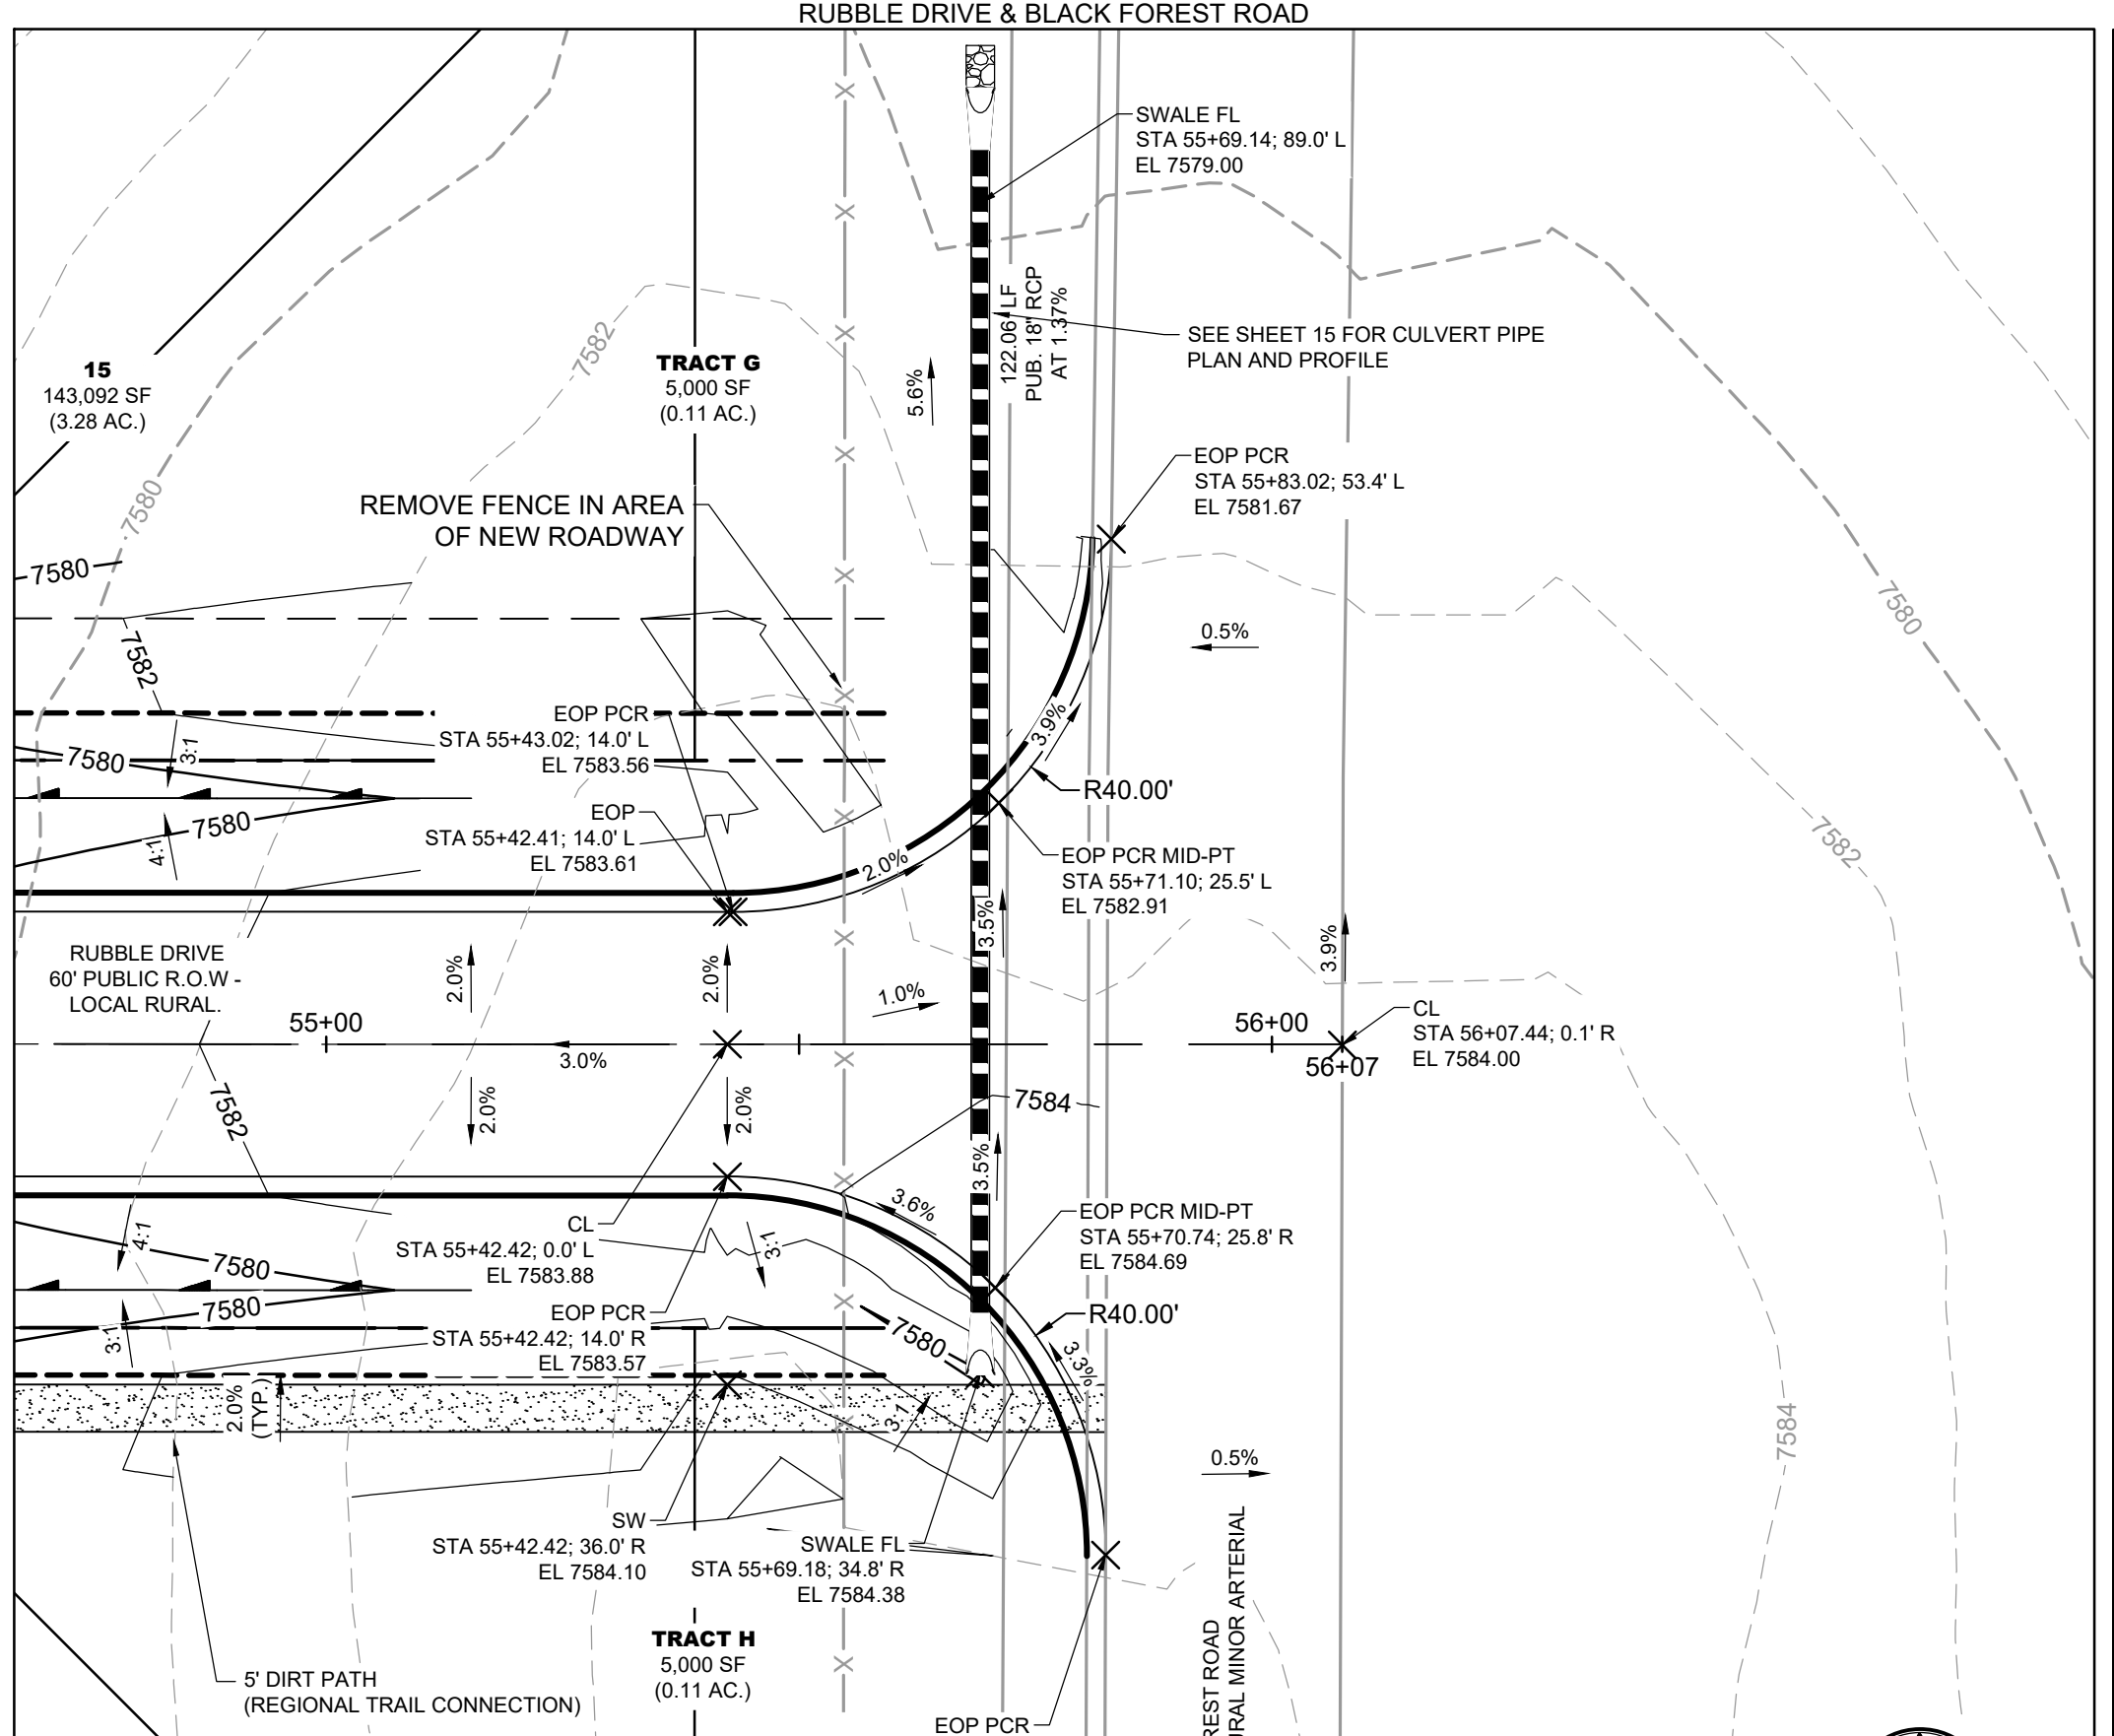 RUBBLE DRIVE & BLACK FOREST ROAD
SWALE FL
STA 55+69.14; 89.0' L
EL 7579.00
122.06 LF
PUB. 18" RCP
AT 1.37%
SEE SHEET 15 FOR CULVERT PIPE
PLAN AND PROFILE
7582
15
143,092 SF
(3.28 AC.)
TRACT G
5,000 SF
(0.11 AC.)
5.6%
EOP PCR
STA 55+83.02; 53.4' L
EL 7581.67
7580
REMOVE FENCE IN AREA
OF NEW ROADWAY
7580
7580
0.5%
7582
EOP PCR
STA 55+43.02; 14.0' L
EL 7583.56
3.9%
7580
3:1
R40.00'
7580
4:1
EOP
STA 55+42.41; 14.0' L
EL 7583.61
2.0%
7582
EOP PCR MID-PT
STA 55+71.10; 25.5' L
EL 7582.91
3.5%
3.9%
RUBBLE DRIVE
60' PUBLIC R.O.W -
LOCAL RURAL.
2.0%
2.0%
1.0%
55+00
56+00
CL
STA 56+07.44; 0.1' R
EL 7584.00
3.0%
56+07
7582
2.0%
2.0%
7584
3.5%
3.6%
EOP PCR MID-PT
STA 55+70.74; 25.8' R
EL 7584.69
4:1
CL
STA 55+42.42; 0.0' L
EL 7583.88
3:1
7580
7580
3:1
EOP PCR
STA 55+42.42; 14.0' R
EL 7583.57
7580
R40.00'
3.3%
2.0%
(TYP.)
3:1
7584
0.5%
SW
STA 55+42.42; 36.0' R
EL 7584.10
SWALE FL
STA 55+69.18; 34.8' R
EL 7584.38
TRACT H
5,000 SF
(0.11 AC.)
5' DIRT PATH
(REGIONAL TRAIL CONNECTION)
EOP PCR
REST ROAD
RAL MINOR ARTERIAL